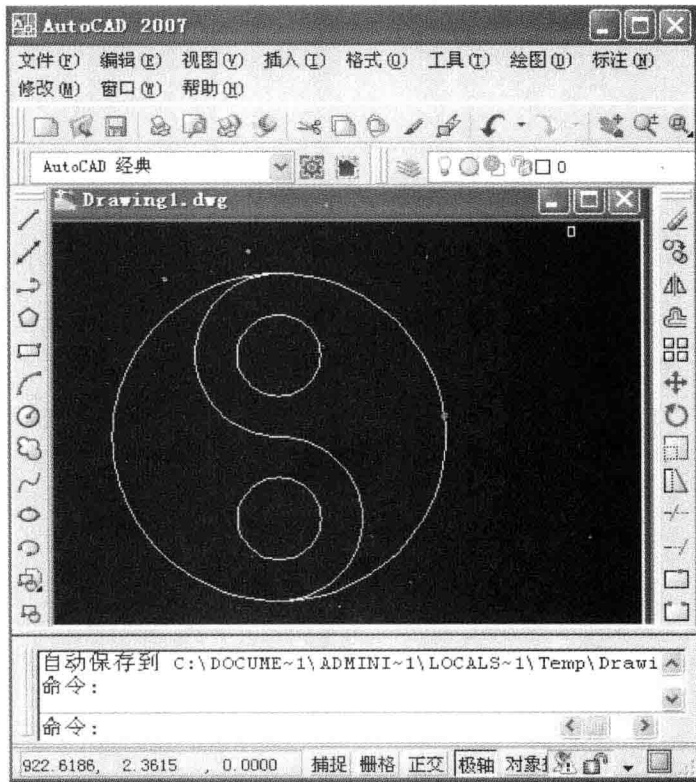 AutoCAD 2007
文件(F) 编辑(E) 视图(V) 插入(I) 格式(O) 工具(T) 绘图(D) 标注(N)
修改(M) 窗口(W) 帮助(H)
AutoCAD 经典
0
Drawing1.dwg
自动保存到 C:\DOCUME~1\ADMINI~1\LOCALS~1\Temp\Drawi
命令:
命令:
922.6186, 2.3615 , 0.0000 捕捉 栅格 正交 极轴 对象